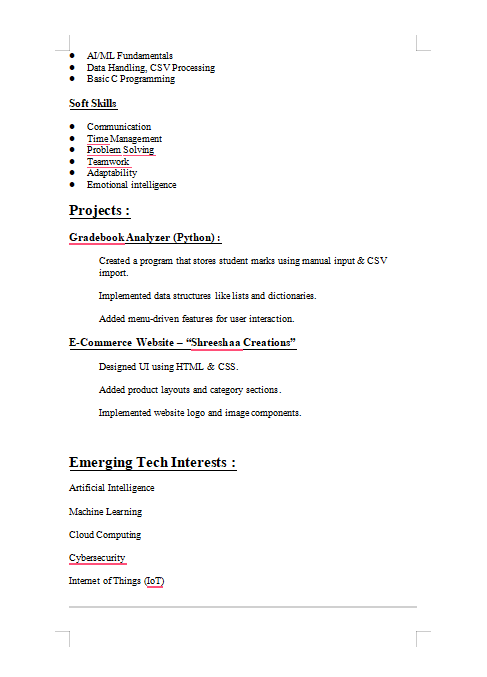 ● AI/ML Fundamentals
● Data Handling, CSV Processing
● Basic C Programming
Soft Skills
● Communication
● Time Management
● Problem Solving
● Teamwork
● Adaptability
● Emotional intelligence
Projects :
Gradebook Analyzer (Python) :
Created a program that stores student marks using manual input & CSV
import.
Implemented data structures like lists and dictionaries.
Added menu-driven features for user interaction.
E-Commerce Website – “Shreeshaa Creations”
Designed UI using HTML & CSS.
Added product layouts and category sections.
Implemented website logo and image components.
Emerging Tech Interests :
Artificial Intelligence
Machine Learning
Cloud Computing
Cybersecurity
Internet of Things (IoT)